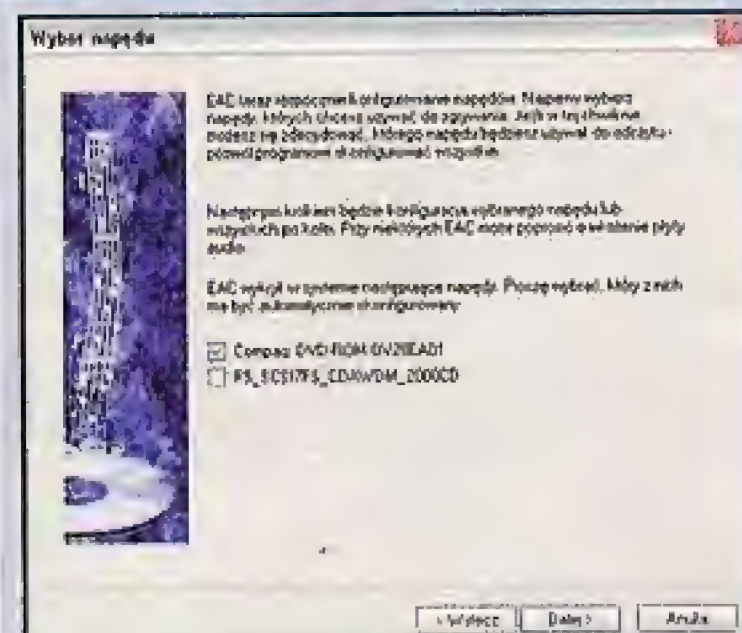 Wybór napędu
EAC teraz rozpocznie konfigurowanie napędów. Najpierw wybierz
napędy, których chcesz używać do zgrywania. Jeśli w tej chwili nie
możesz się zdecydować, którego napędu będziesz używał do odczytu -
pozwól programowi skonfigurować wszystkie.
Następnym krokiem będzie konfiguracja wybranego napędu lub
wszystkich po kolei. Przy niektórych EAC może poprosić o włożenie płyty
audio.
EAC wykrył w systemie następujące napędy. Proszę wybrać, który z nich
ma być automatycznie skonfigurowany:
Compaq DVD-ROM
< Wstecz
Dalej >
Anuluj